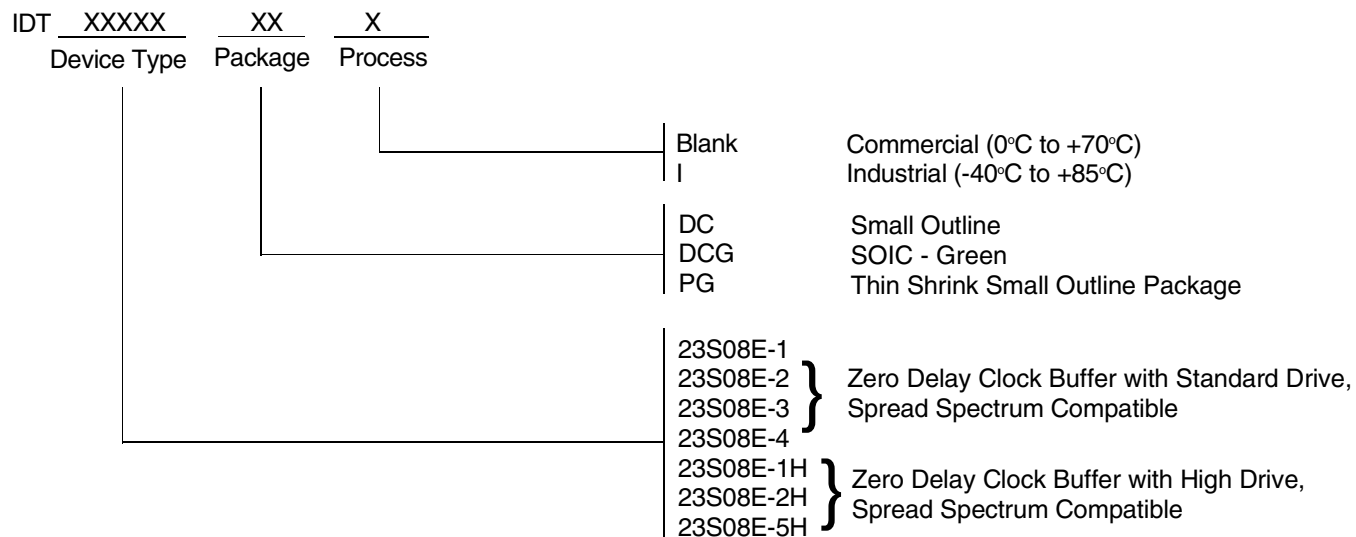 IDT XXXXX XX X
Device Type Package Process
Blank Commercial (0°C to +70°C)
I Industrial (-40°C to +85°C)
DC Small Outline
DCG SOIC - Green
PG Thin Shrink Small Outline Package
23S08E-1
23S08E-2 } Zero Delay Clock Buffer with Standard Drive,
23S08E-3 Spread Spectrum Compatible
23S08E-4
23S08E-1H } Zero Delay Clock Buffer with High Drive,
23S08E-2H Spread Spectrum Compatible
23S08E-5H